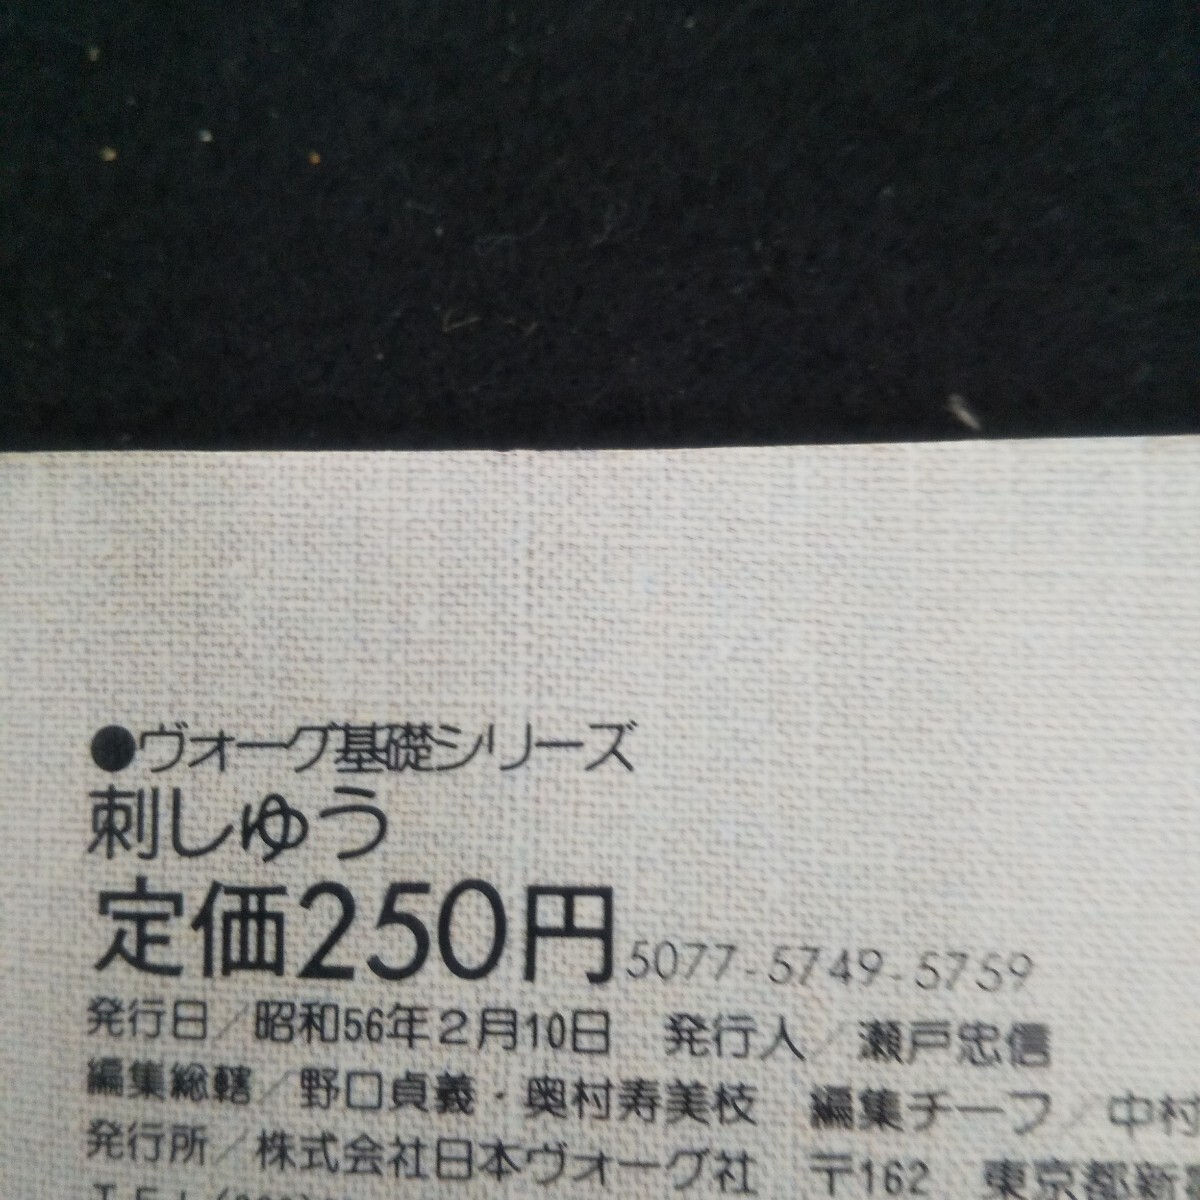 ●ヴォーグ基礎シリーズ
刺しゅう
定価250円 5077-5749-5759
発行日/昭和56年2月10日 発行人/瀬戸忠信
編集総轄/野口貞義・奥村寿美枝 編集チーフ/中村
発行所/株式会社日本ヴォーグ社 〒162 東京都新